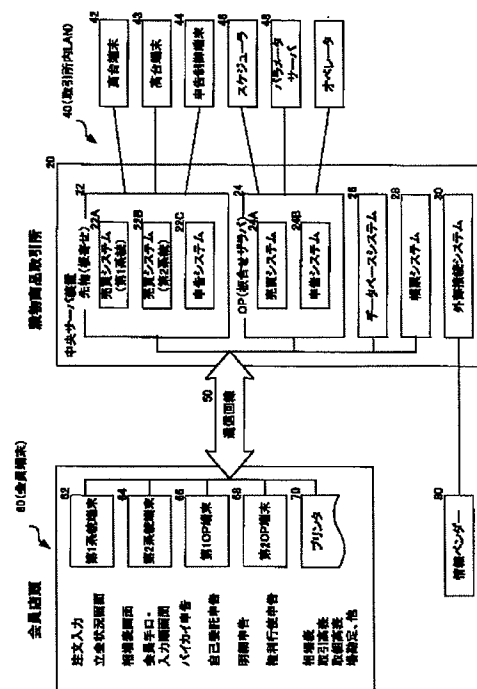 40(取引所内LAN)
42
高台端末
43
高台端末
44
申告制御端末
46
スケジューラ
48
パラメータ
サーバ
オペレータ
20
穀物商品取引所
中央サーバ装置
22
先物(板合せ)
22A
売買システム
(第1系統)
22B
売買システム
(第2系統)
22C
申告システム
24
OP(板合せザラバ)
24A
売買システム
24B
申告システム
26
データベースシステム
28
帳票システム
30
外部接続システム
50
通信回線
60(会員端末)
会員店頭
62
第1系統端末
64
第2系統端末
66
第1OP端末
68
第2OP端末
70
プリンタ
注文入力
立会状況画面
相場表画面
会員手口・
入力順画面
バイカイ申告
自己委託申告
明細申告
権利行使申告
相場表
取引高表
取組高表
場勘定、他
80
情報ベンダー